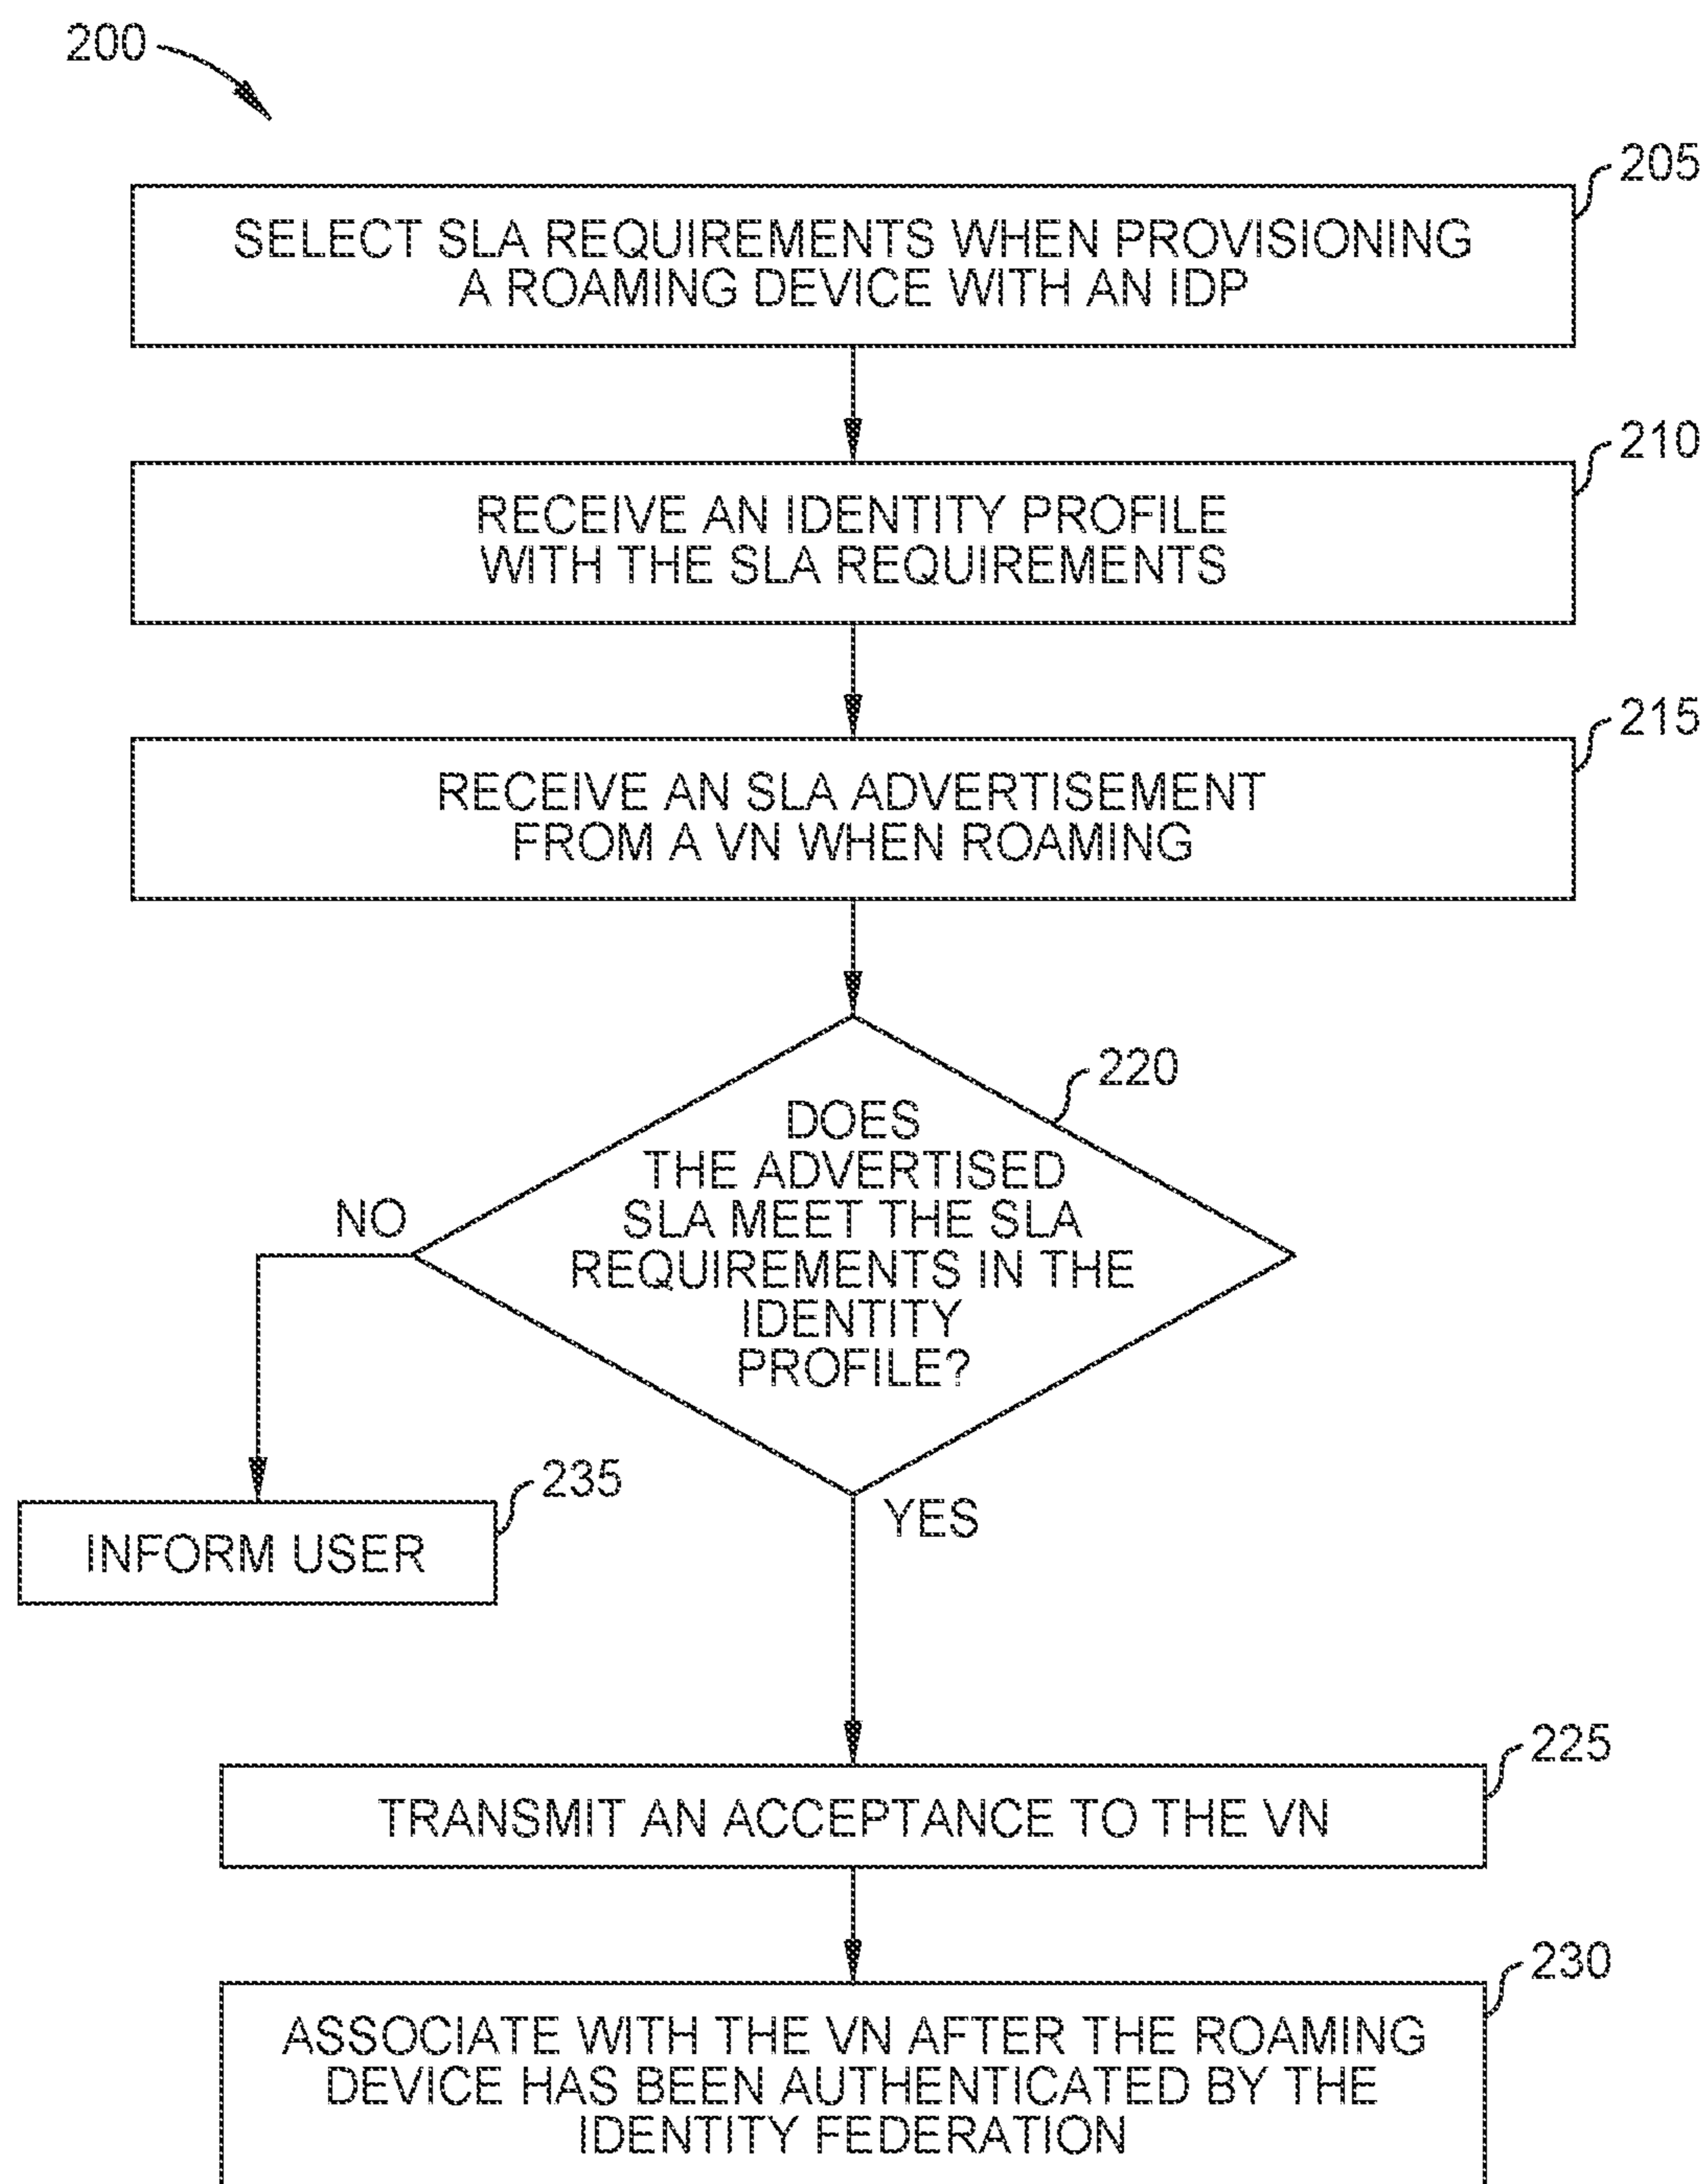 200
205
SELECT SLA REQUIREMENTS WHEN PROVISIONING
A ROAMING DEVICE WITH AN IDP
210
RECEIVE AN IDENTITY PROFILE
WITH THE SLA REQUIREMENTS
215
RECEIVE AN SLA ADVERTISEMENT
FROM A VN WHEN ROAMING
220
DOES
THE ADVERTISED
SLA MEET THE SLA
REQUIREMENTS IN THE
IDENTITY
PROFILE?
NO
235
INFORM USER
YES
225
TRANSMIT AN ACCEPTANCE TO THE VN
230
ASSOCIATE WITH THE VN AFTER THE ROAMING
DEVICE HAS BEEN AUTHENTICATED BY THE
IDENTITY FEDERATION